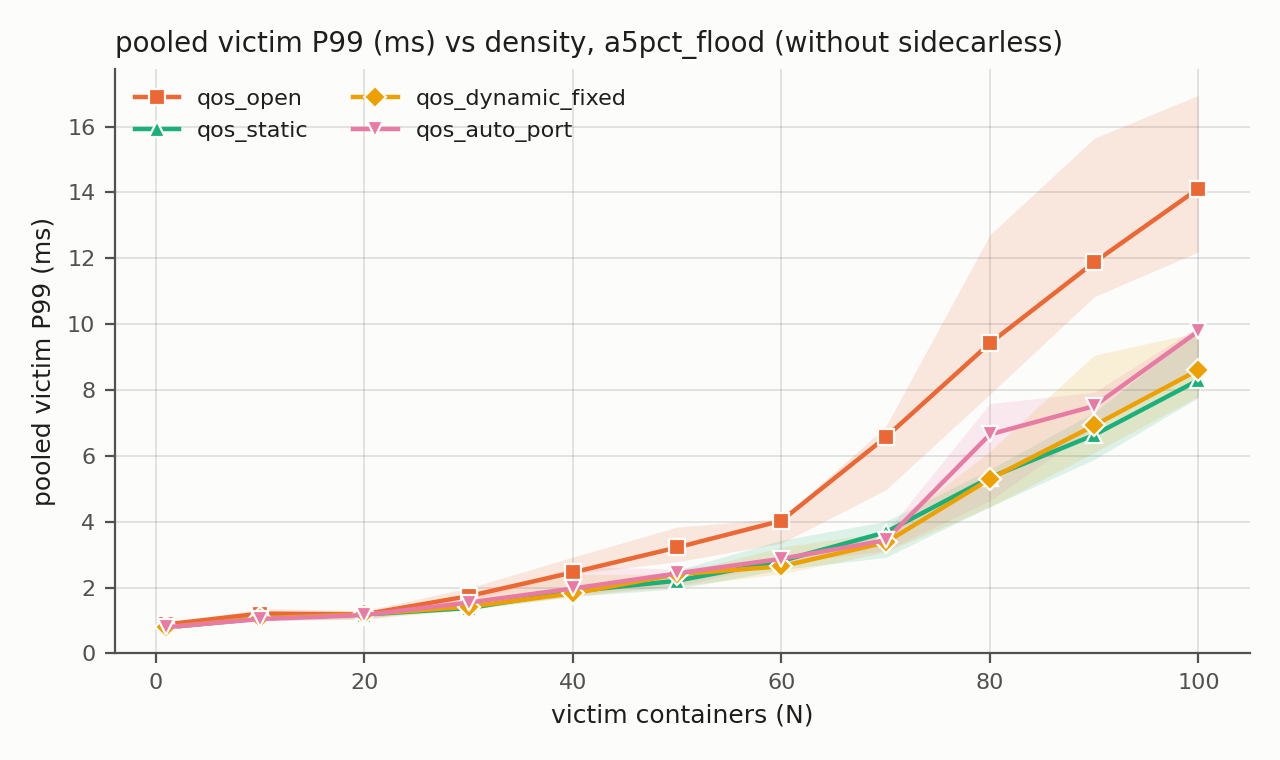 pooled victim P99 (ms) vs density, a5pct_flood (without sidecarless)
qos_open
qos_static
qos_dynamic_fixed
qos_auto_port
pooled victim P99 (ms)
16
14
12
10
8
6
4
2
0
0 20 40 60 80 100
victim containers (N)